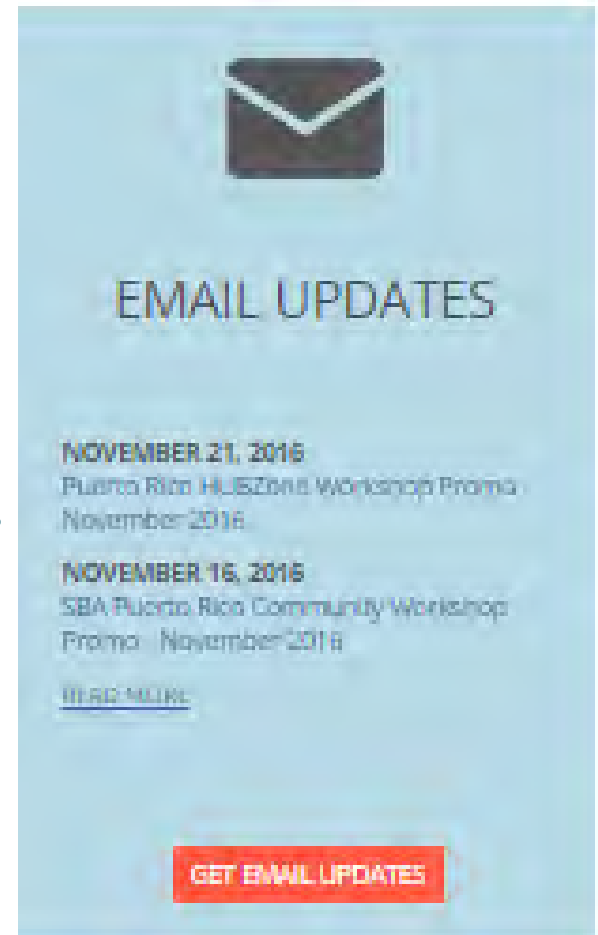 EMAIL UPDATES
NOVEMBER 21, 2016
Puerto Rico HUBZone Workshop Promo
November 2016
NOVEMBER 16, 2016
SBA Puerto Rico Community Workshop
Promo - November 2016
READ MORE
GET EMAIL UPDATES